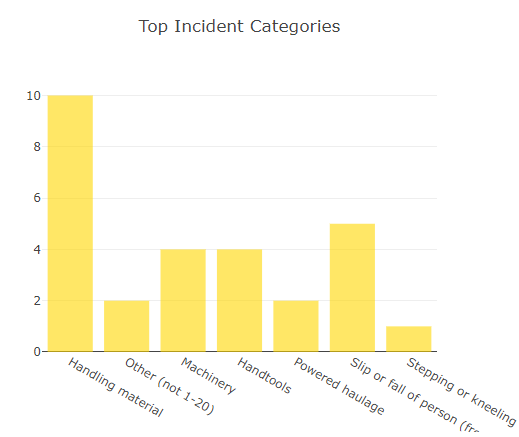 Top Incident Categories
10
8
6
4
2
0
Handling material
Other (not 1-20)
Machinery
Handtools
Powered haulage
Slip or fall of person (fro
Stepping or kneeling